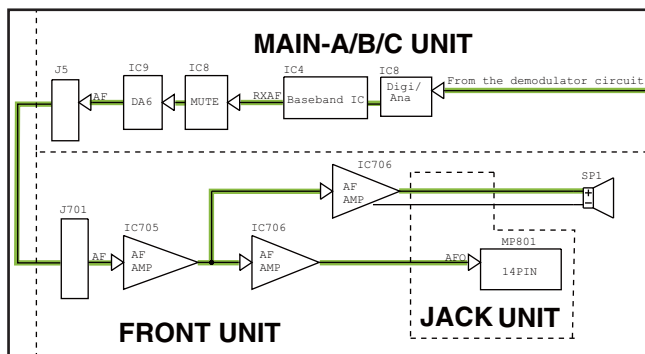 MAIN-A/B/C UNIT
J5
IC9
IC8
IC4
IC8
AF
DA6
MUTE
RXAF
Baseband IC
Digi/
Ana
From the demodulator circuit
IC706
SP1
AF
AMP
+
−
J701
IC705
IC706
MP801
AF
AF
AMP
AF
AMP
AFO
14PIN
FRONT UNIT
JACK UNIT